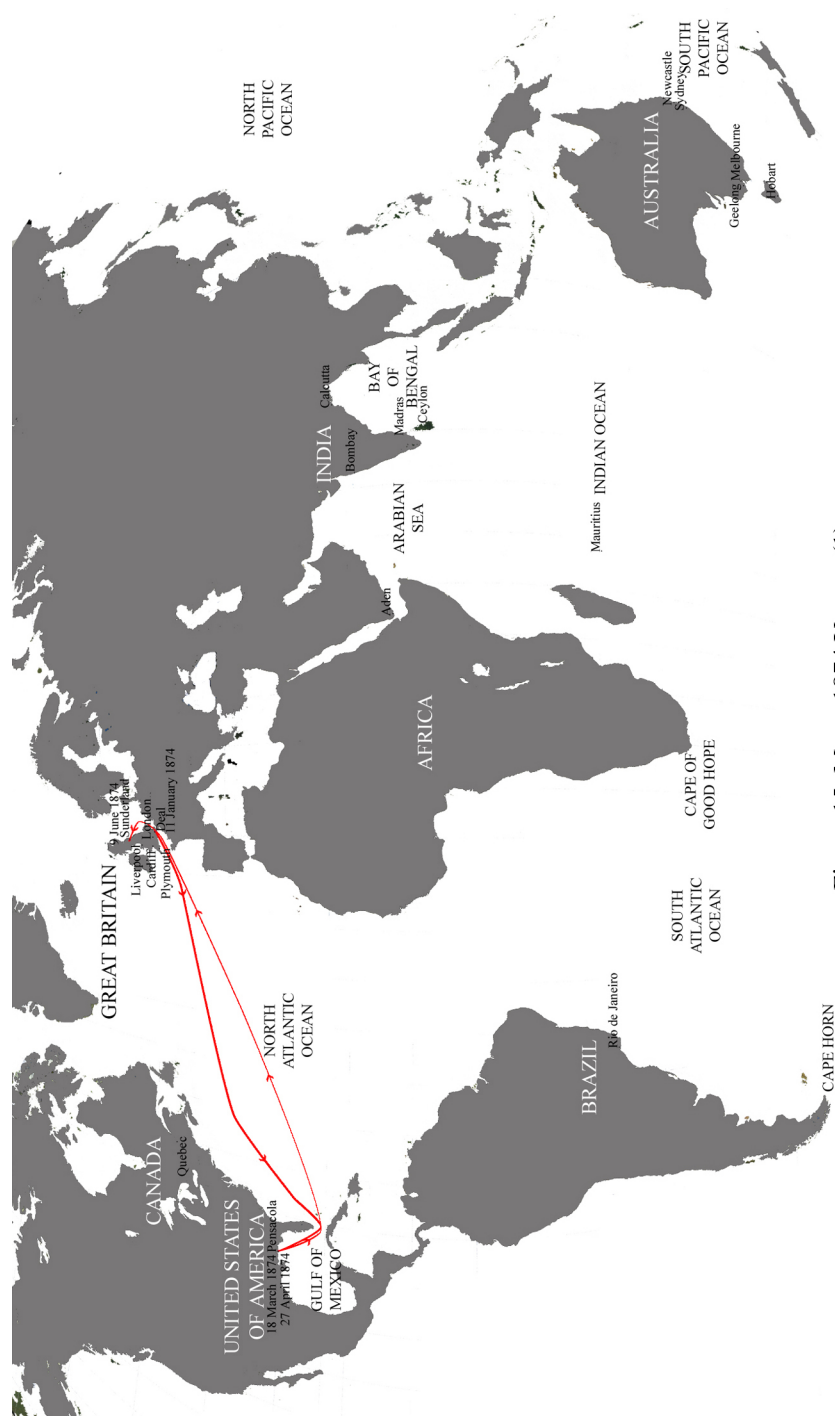 NORTH
PACIFIC
OCEAN
CANADA
Quebec
GREAT BRITAIN
9 June 1874
Sunderland
Liverpool
London
Cardiff
Deal
Plymouth
11 January 1874
UNITED STATES
OF AMERICA
18 March 1874 Pensacola
27 April 1874
GULF OF
MEXICO
NORTH
ATLANTIC
OCEAN
INDIA
Calcutta
Bombay
BAY
OF
BENGAL
Madras
Ceylon
ARABIAN
SEA
Aden
AFRICA
BRAZIL
Rio de Janeiro
Mauritius
INDIAN OCEAN
AUSTRALIA
Newcastle
Sydney
SOUTH
PACIFIC
OCEAN
Geelong Melbourne
Hobart
SOUTH
ATLANTIC
OCEAN
CAPE OF
GOOD HOPE
CAPE HORN